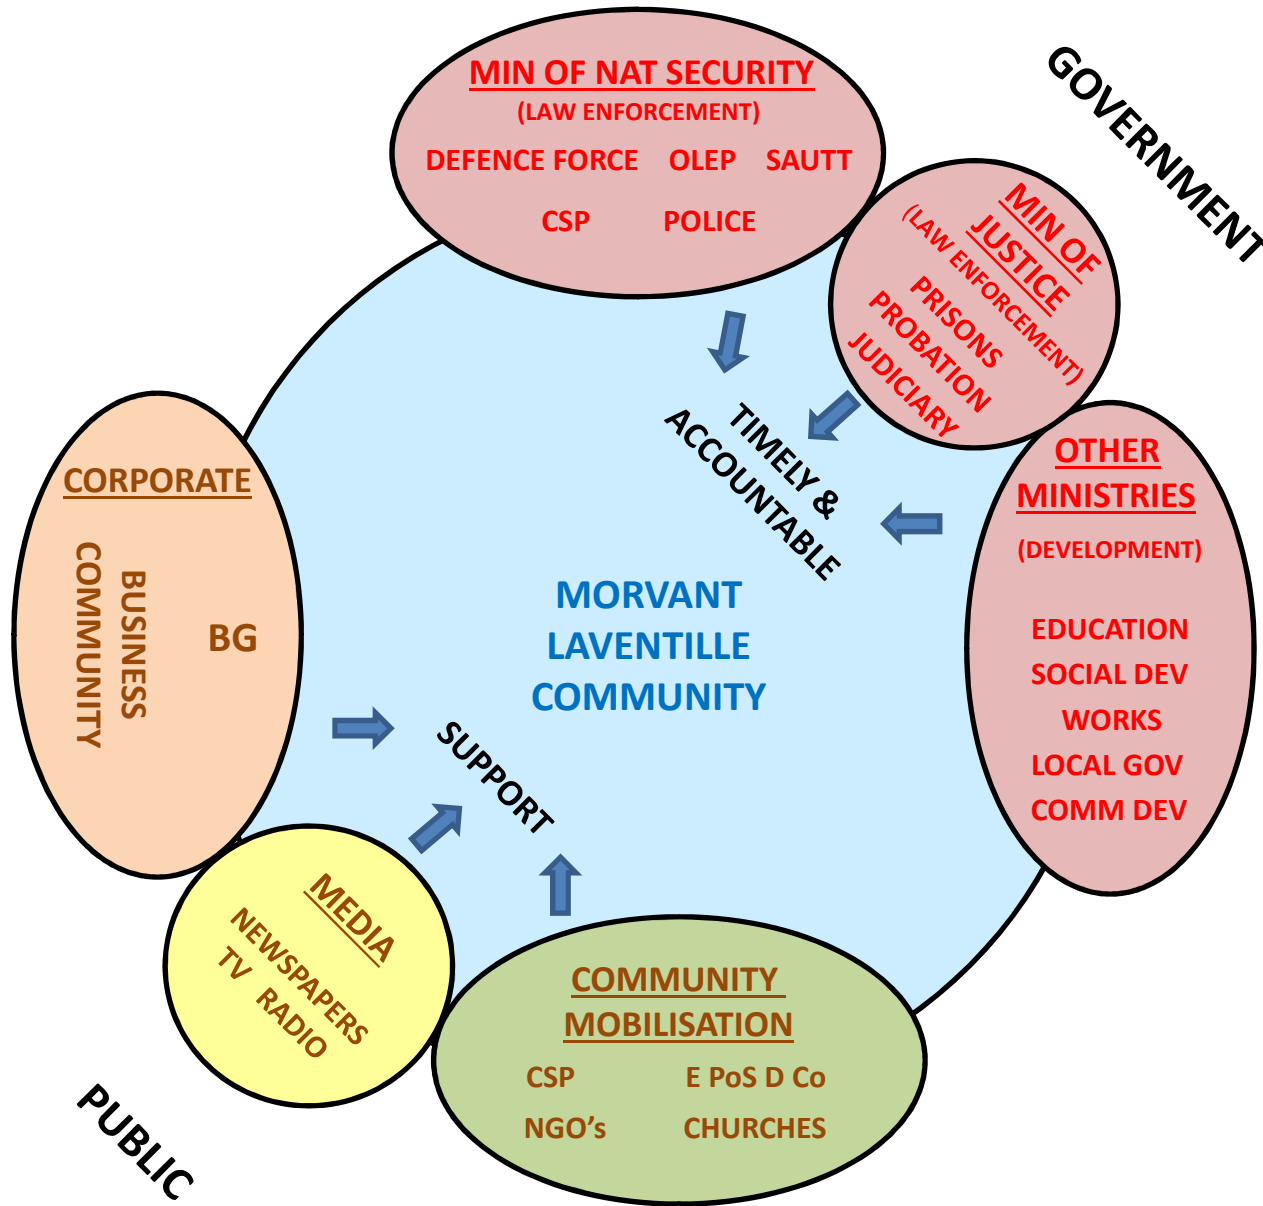 GOVERNMENT
MIN OF NAT SECURITY
(LAW ENFORCEMENT)
DEFENCE FORCE OLEP SAUTT
CSP POLICE
MIN OF
JUSTICE
(LAW ENFORCEMENT)
PRISONS
PROBATION
JUDICIARY
OTHER
MINISTRIES
(DEVELOPMENT)
EDUCATION
SOCIAL DEV
WORKS
LOCAL GOV
COMM DEV
TIMELY &
ACCOUNTABLE
MORVANT
LAVENTILLE
COMMUNITY
CORPORATE
BUSINESS
COMMUNITY
BG
SUPPORT
MEDIA
NEWSPAPERS
TV RADIO
COMMUNITY
MOBILISATION
CSP E PoS D Co
NGO’s CHURCHES
PUBLIC